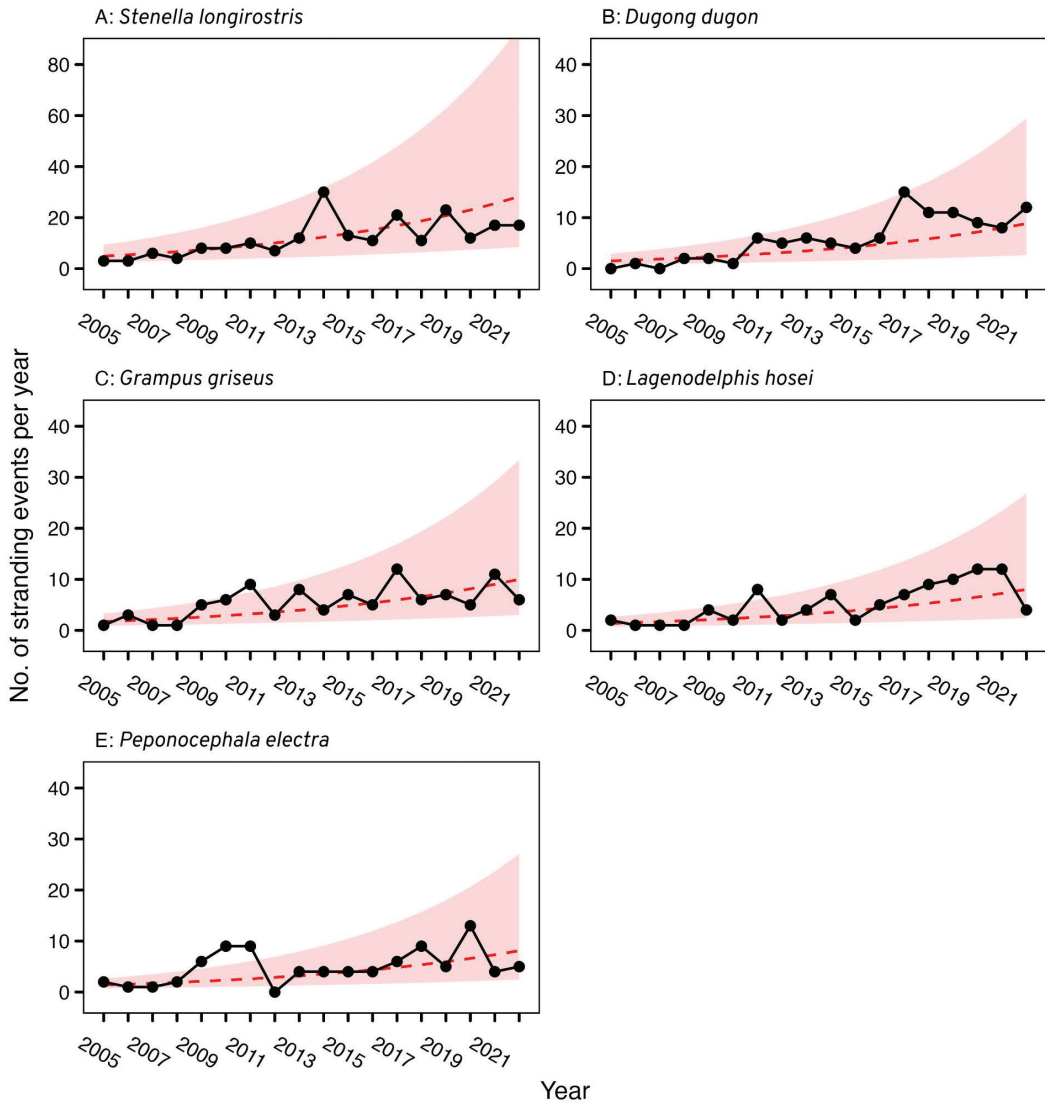 A: Stenella longirostris
80
60
40
20
0
2005 2007 2009 2011 2013 2015 2017 2019 2021
B: Dugong dugon
40
30
20
10
0
2005 2007 2009 2011 2013 2015 2017 2019 2021
C: Grampus griseus
40
30
20
10
0
2005 2007 2009 2011 2013 2015 2017 2019 2021
D: Lagenodelphis hosei
40
30
20
10
0
2005 2007 2009 2011 2013 2015 2017 2019 2021
E: Peponocephala electra
40
30
20
10
0
2005 2007 2009 2011 2013 2015 2017 2019 2021
No. of stranding events per year
Year